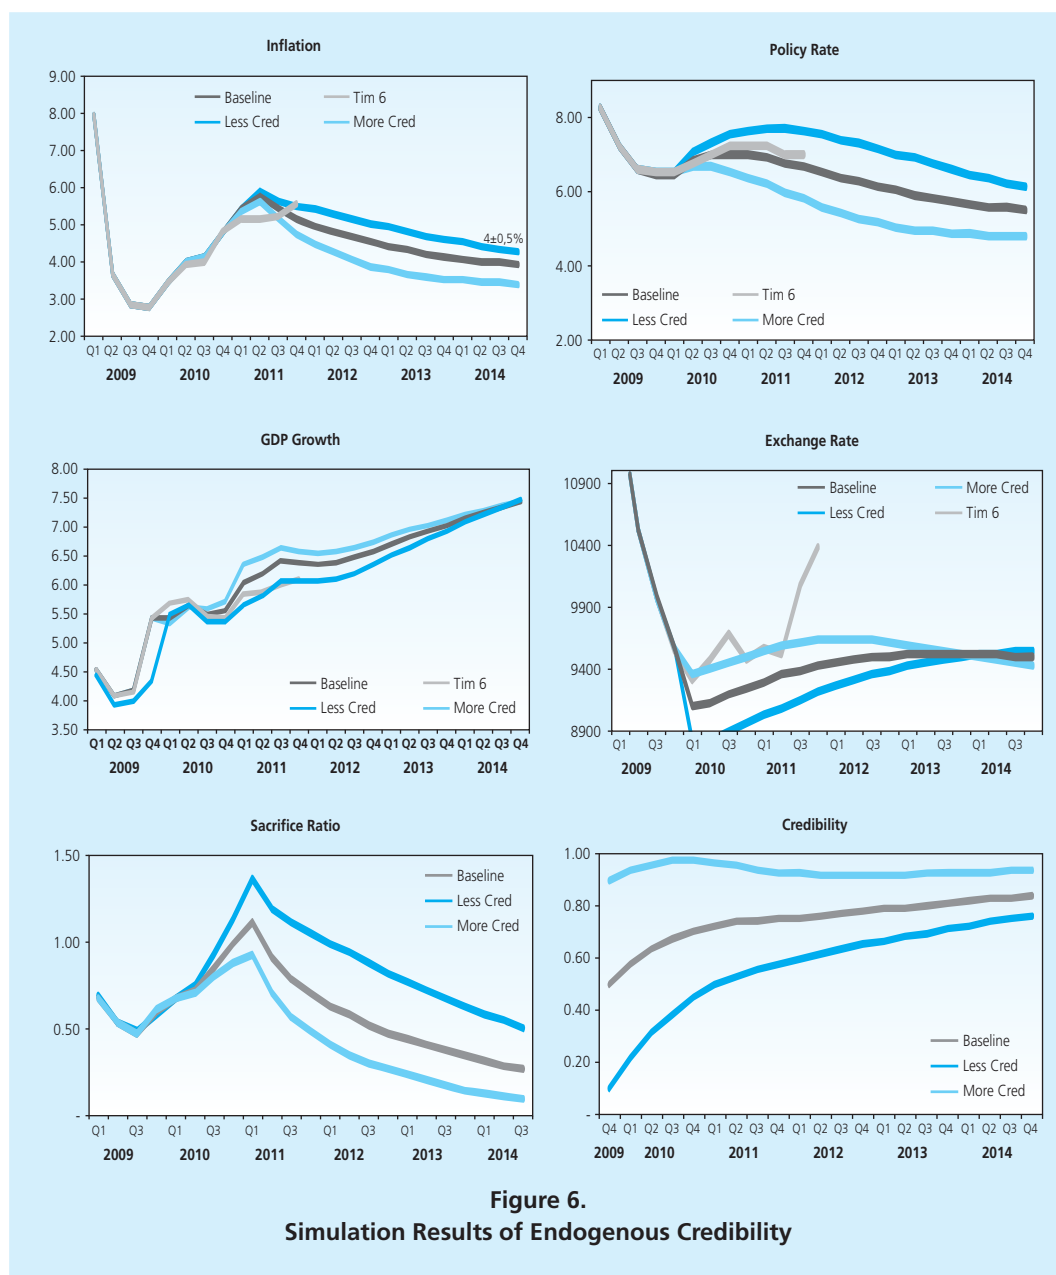 Inflation
9.00
8.00
7.00
6.00
5.00
4.00
3.00
2.00
Baseline
Tim 6
Less Cred
More Cred
4±0,5%
Q1 Q2 Q3 Q4 Q1 Q2 Q3 Q4 Q1 Q2 Q3 Q4 Q1 Q2 Q3 Q4 Q1 Q2 Q3 Q4 Q1 Q2 Q3 Q4
2009 2010 2011 2012 2013 2014
Policy Rate
8.00
6.00
4.00
2.00
Baseline
Tim 6
Less Cred
More Cred
Q1 Q2 Q3 Q4 Q1 Q2 Q3 Q4 Q1 Q2 Q3 Q4 Q1 Q2 Q3 Q4 Q1 Q2 Q3 Q4 Q1 Q2 Q3 Q4
2009 2010 2011 2012 2013 2014
GDP Growth
8.00
7.50
7.00
6.50
6.00
5.50
5.00
4.50
4.00
3.50
Baseline
Tim 6
Less Cred
More Cred
Q1 Q2 Q3 Q4 Q1 Q2 Q3 Q4 Q1 Q2 Q3 Q4 Q1 Q2 Q3 Q4 Q1 Q2 Q3 Q4 Q1 Q2 Q3 Q4
2009 2010 2011 2012 2013 2014
Exchange Rate
10900
10400
9900
9400
8900
Baseline
More Cred
Less Cred
Tim 6
Q1 Q3 Q1 Q3 Q1 Q3 Q1 Q3 Q1 Q3 Q1 Q3
2009 2010 2011 2012 2013 2014
Sacrifice Ratio
1.50
1.00
0.50
-
Baseline
Less Cred
More Cred
Q1 Q3 Q1 Q3 Q1 Q3 Q1 Q3 Q1 Q3 Q1 Q3
2009 2010 2011 2012 2013 2014
Credibility
1.00
0.80
0.60
0.40
0.20
-
Baseline
Less Cred
More Cred
Q4 Q1 Q2 Q3 Q4 Q1 Q2 Q3 Q4 Q1 Q2 Q3 Q4 Q1 Q2 Q3 Q4 Q1 Q2 Q3 Q4
2009 2010 2011 2012 2013 2014
Figure 6.
Simulation Results of Endogenous Credibility